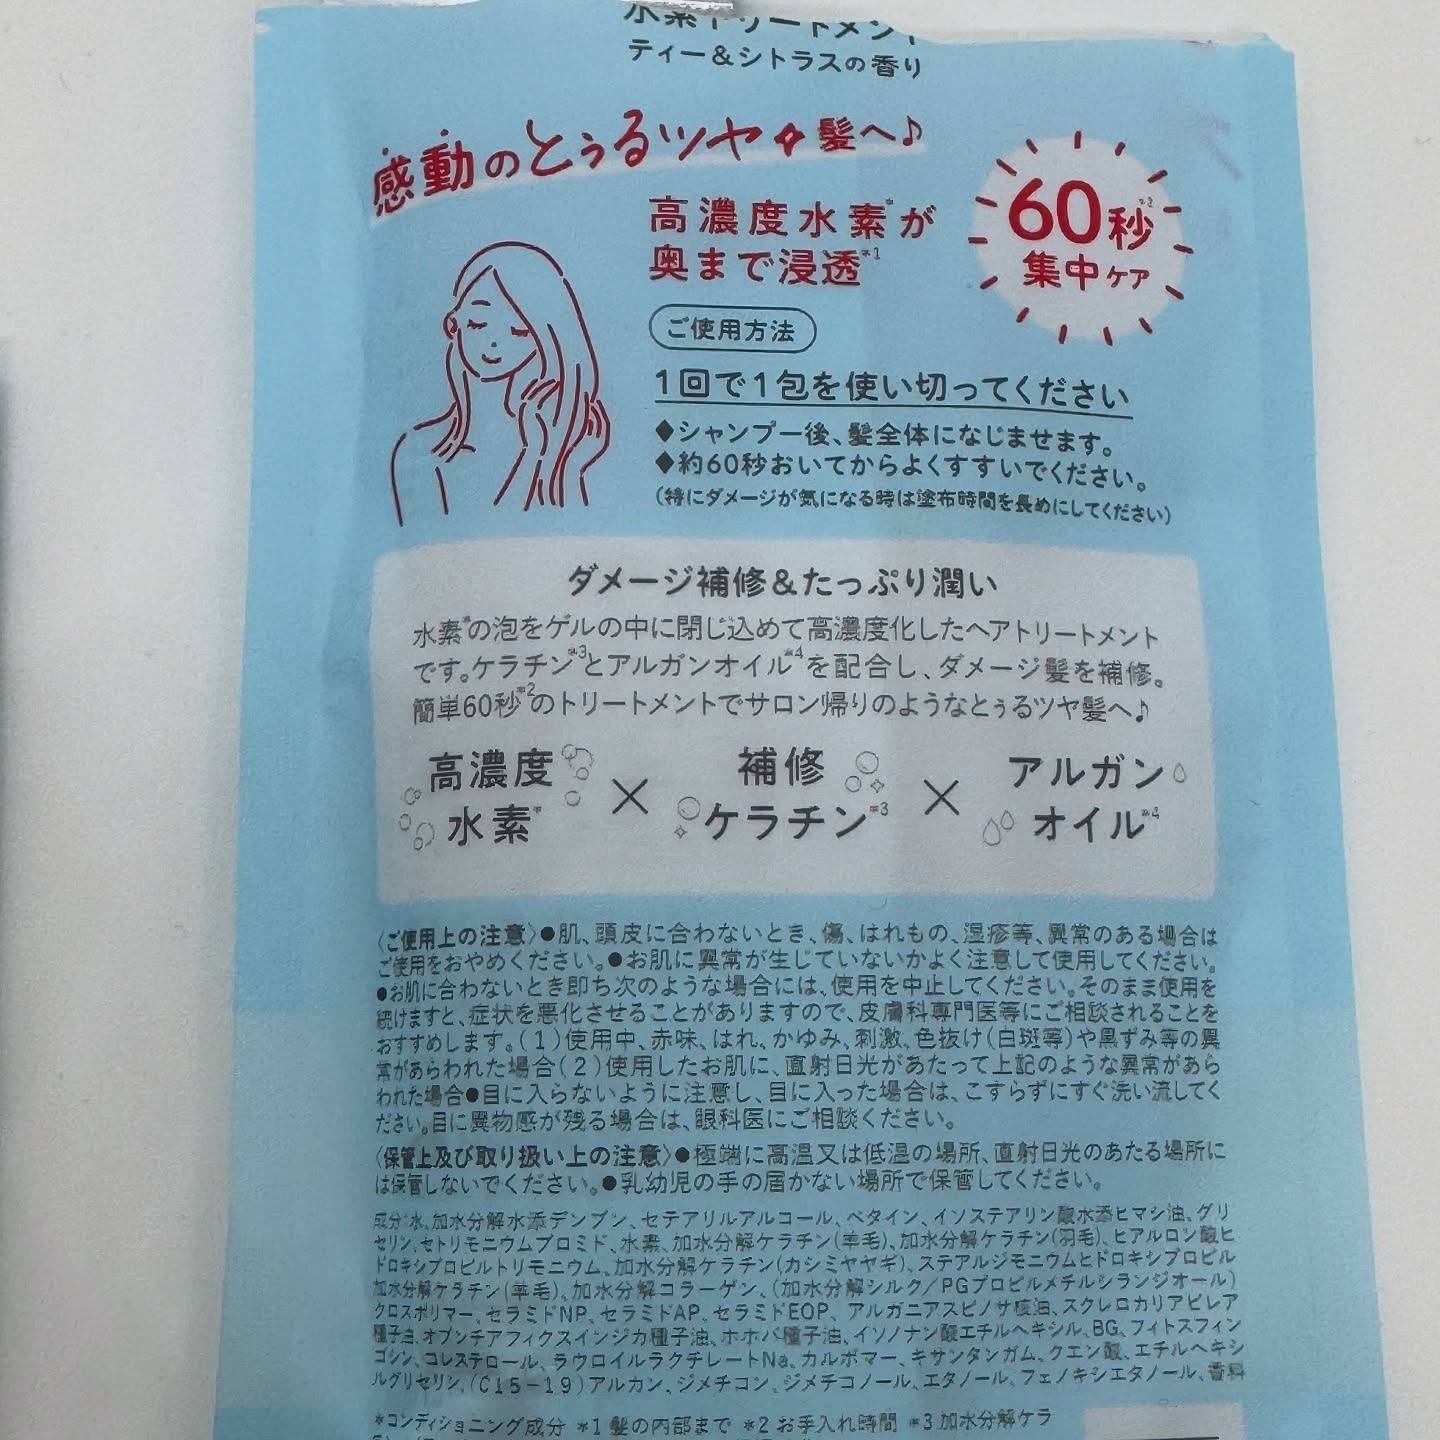 水素トリートメント
ティー&シトラスの香り
感動のとぅるツヤ髪へ♪
高濃度水素*が
奥まで浸透*1
60秒*2
集中ケア
ご使用方法
1回で1包を使い切ってください
◆シャンプー後、髪全体になじませます。
◆約60秒おいてからよくすすいでください。
(特にダメージが気になる時は塗布時間を長めにしてください)
ダメージ補修&たっぷり潤い
水素*の泡をゲルの中に閉じ込めて高濃度化したヘアトリートメント
です。ケラチン*3とアルガンオイル*4を配合し、ダメージ髪を補修。
簡単60秒*2のトリートメントでサロン帰りのようなとぅるツヤ髪へ♪
高濃度
水素*
×
補修
ケラチン*3
×
アルガン
オイル*4
〈ご使用上の注意〉●肌、頭皮に合わないとき、傷、はれもの、湿疹等、異常のある場合は
ご使用をおやめください。●お肌に異常が生じていないかよく注意して使用してください。
●お肌に合わないとき即ち次のような場合には、使用を中止してください。そのまま使用を
続けますと、症状を悪化させることがありますので、皮膚科専門医等にご相談されることを
おすすめします。(1)使用中、赤味、はれ、かゆみ、刺激、色抜け(白斑等)や黒ずみ等の異
常があらわれた場合(2)使用したお肌に、直射日光があたって上記のような異常があら
われた場合●目に入らないように注意し、目に入った場合は、こすらずにすぐ洗い流してく
ださい。目に異物感が残る場合は、眼科医にご相談ください。
〈保管上及び取り扱い上の注意〉●極端に高温又は低温の場所、直射日光のあたる場所に
は保管しないでください。●乳幼児の手の届かない場所で保管してください。
成分:水、加水分解水添デンプン、セテアリルアルコール、ベタイン、イソステアリン酸水添ヒマシ油、グリ
セリン、セトリモニウムブロミド、水素、加水分解ケラチン(羊毛)、加水分解ケラチン(羽毛)、ヒアルロン酸ヒ
ドロキシプロピルトリモニウム、加水分解ケラチン(カシミヤヤギ)、ステアルジモニウムヒドロキシプロピル
加水分解ケラチン(羊毛)、加水分解コラーゲン、(加水分解シルク/PGプロピルメチルシランジオール)
クロスポリマー、セラミドNP、セラミドAP、セラミドEOP、アルガニアスピノサ核油、スクレロカリアビレア
種子油、オプンチアフィクスインジカ種子油、ホホバ種子油、イソノナン酸エチルヘキシル、BG、フィトスフィン
ゴシン、コレステロール、ラウロイルラクチレートNa、カルボマー、キサンタンガム、クエン酸、エチルヘキシ
ルグリセリン、(C15-19)アルカン、ジメチコン、ジメチコノール、エタノール、フェノキシエタノール、香料
*コンディショニング成分 *1 髪の内部まで *2 お手入れ時間 *3 加水分解ケラ